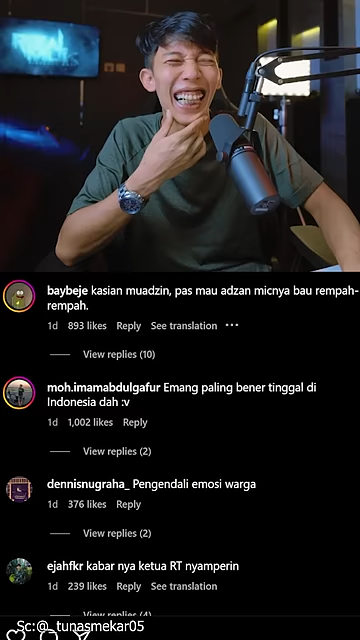 baybeje kasian muadzin, pas mau adzan micnya bau rempah-
rempah.
1d 893 likes Reply See translation •••
View replies (10)
moh.imamabdulgafur Emang paling bener tinggal di
Indonesia dah :v
1d 1,002 likes Reply
View replies (2)
dennisnugraha_ Pengendali emosi warga
1d 376 likes Reply
View replies (2)
ejahfkr kabar nya ketua RT nyamperin
1d 239 likes Reply See translation
View replies (4)
Sc:@_tunasmekar05